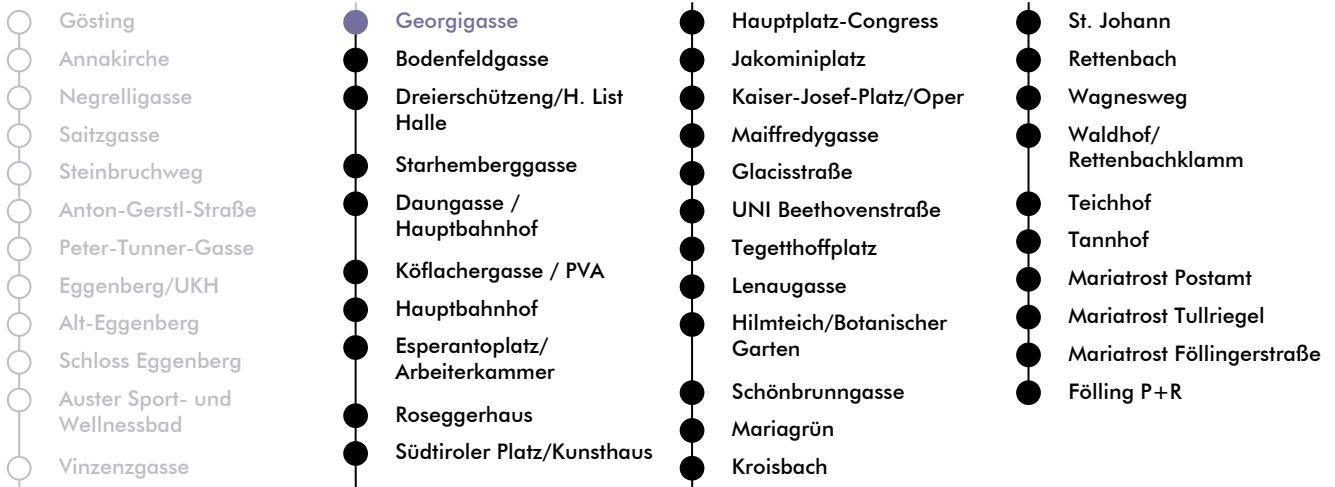 Gösting
Annakirche
Negrelligasse
Saitzgasse
Steinbruchweg
Anton-Gerstl-Straße
Peter-Tunner-Gasse
Eggenberg/UKH
Alt-Eggenberg
Schloss Eggenberg
Auster Sport- und
Wellnessbad
Vinzenzgasse
Georgigasse
Bodenfeldgasse
Dreierschützeng/H. List
Halle
Starhemberggasse
Daungasse /
Hauptbahnhof
Köflachergasse / PVA
Hauptbahnhof
Esperantoplatz/
Arbeiterkammer
Roseggerhaus
Südtiroler Platz/Kunsthaus
Hauptplatz-Congress
Jakominiplatz
Kaiser-Josef-Platz/Oper
Maiffredygasse
Glacisstraße
UNI Beethovenstraße
Tegetthoffplatz
Lenaugasse
Hilmteich/Botanischer
Garten
Schönbrunngasse
Mariagrün
Kroisbach
St. Johann
Rettenbach
Wagnesweg
Waldhof/
Rettenbachklamm
Teichhof
Tannhof
Mariatrost Postamt
Mariatrost Tullriegel
Mariatrost Föllingerstraße
Fölling P+R